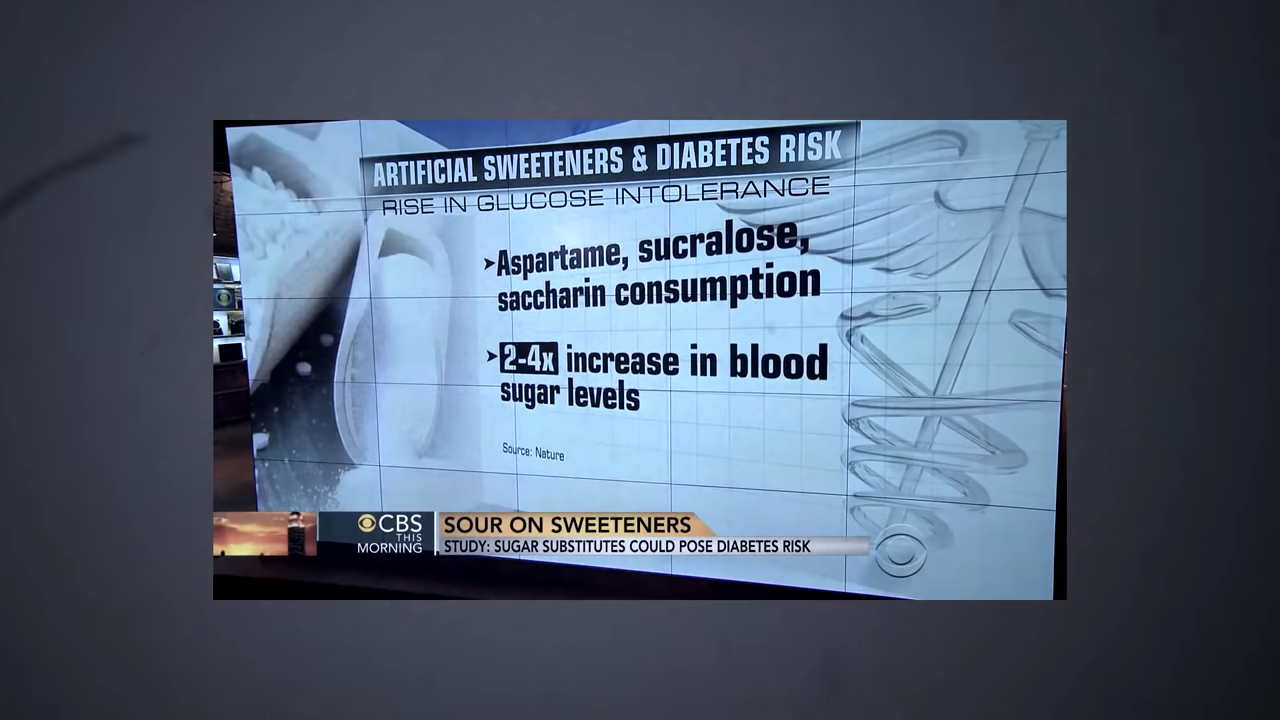 ARTIFICIAL SWEETENERS & DIABETES RISK
RISE IN GLUCOSE INTOLERANCE
➤Aspartame, sucralose,
saccharin consumption
➤2-4x increase in blood
sugar levels
Source: Nature
CBS
THIS
MORNING
SOUR ON SWEETENERS
STUDY: SUGAR SUBSTITUTES COULD POSE DIABETES RISK